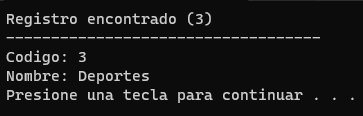 Registro encontrado (3)
-----------------------------------
Codigo: 3
Nombre: Deportes
Presione una tecla para continuar . . .